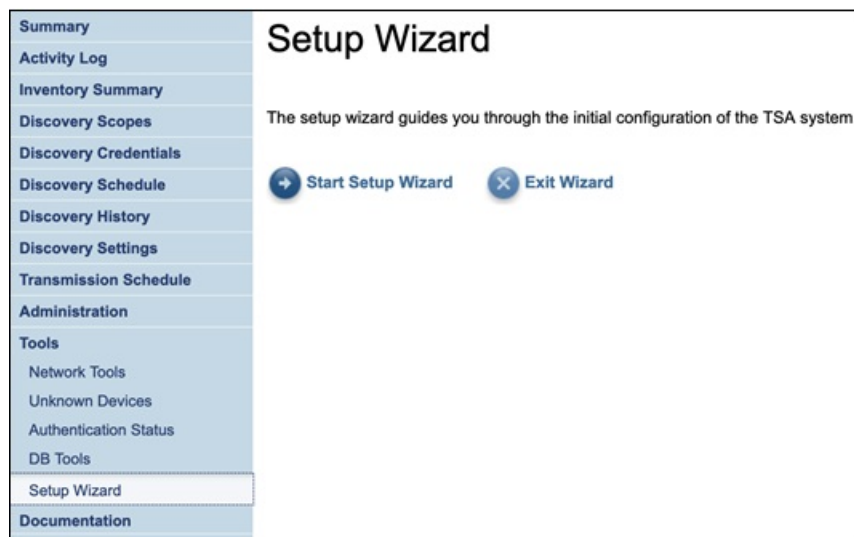 Summary
Activity Log
Inventory Summary
Discovery Scopes
Discovery Credentials
Discovery Schedule
Discovery History
Discovery Settings
Transmission Schedule
Administration
Tools
Network Tools
Unknown Devices
Authentication Status
DB Tools
Setup Wizard
Documentation
Setup Wizard
The setup wizard guides you through the initial configuration of the TSA system
Start Setup Wizard
Exit Wizard